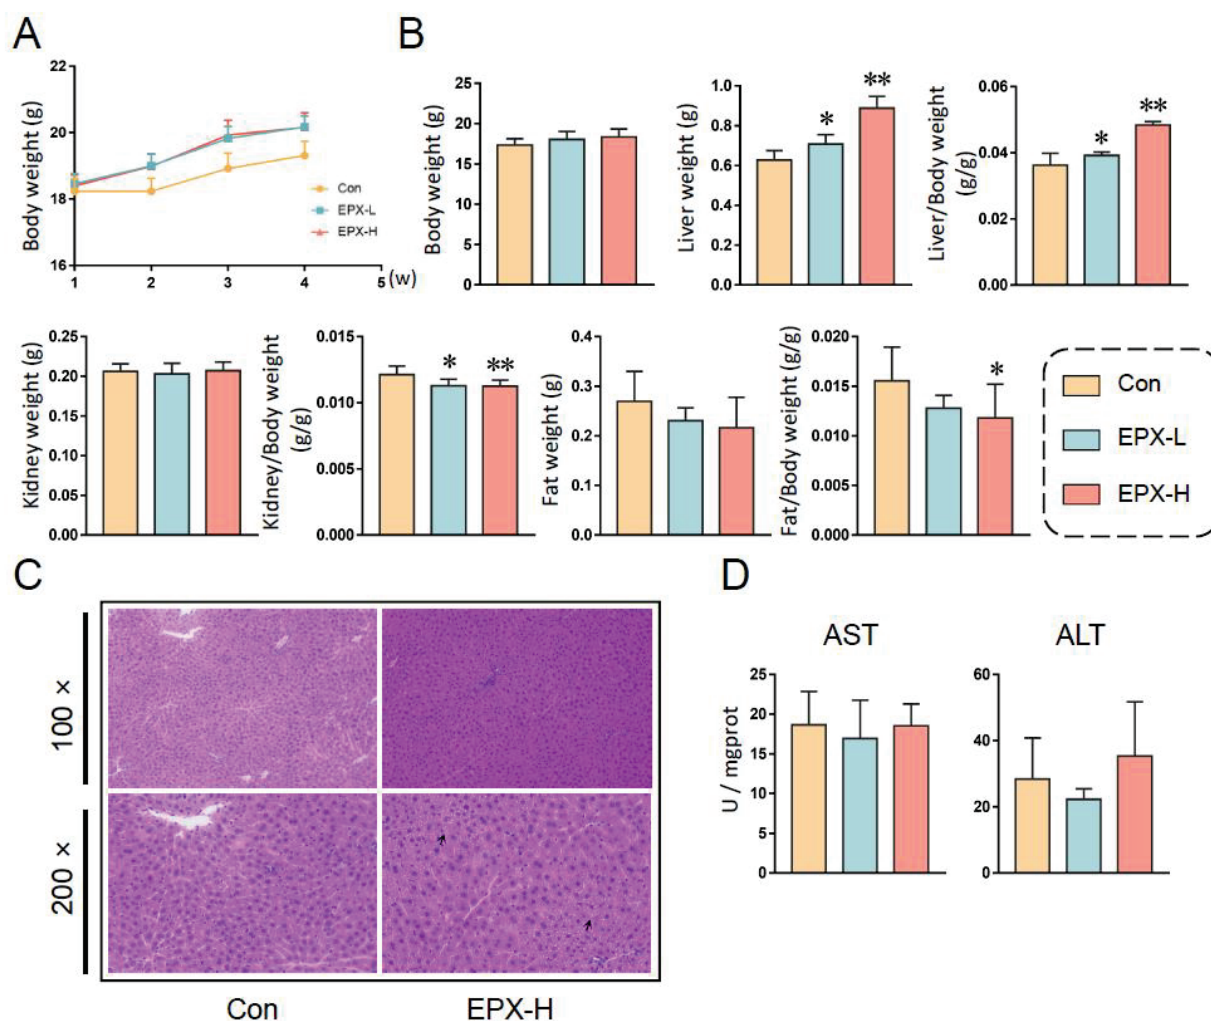 A
B
Body weight (g)
22
20
18
16
1
2
3
4
5
(w)
Con
EPX-L
EPX-H
Body weight (g)
25
20
15
10
5
0
Liver weight (g)
1.0
0.8
0.6
0.4
0.2
0.0
*
**
Liver/Body weight
(g/g)
0.06
0.04
0.02
0.00
*
**
Kidney weight (g)
0.25
0.20
0.15
0.10
0.05
0.00
Kidney/Body weight
(g/g)
0.015
0.010
0.005
0.000
*
**
Fat weight (g)
0.4
0.3
0.2
0.1
0.0
Fat/Body weight (g/g)
0.020
0.015
0.010
0.005
0.000
*
Con
EPX-L
EPX-H
C
100 ×
200 ×
Con
EPX-H
D
AST
U / mgprot
25
20
15
10
5
0
ALT
60
40
20
0